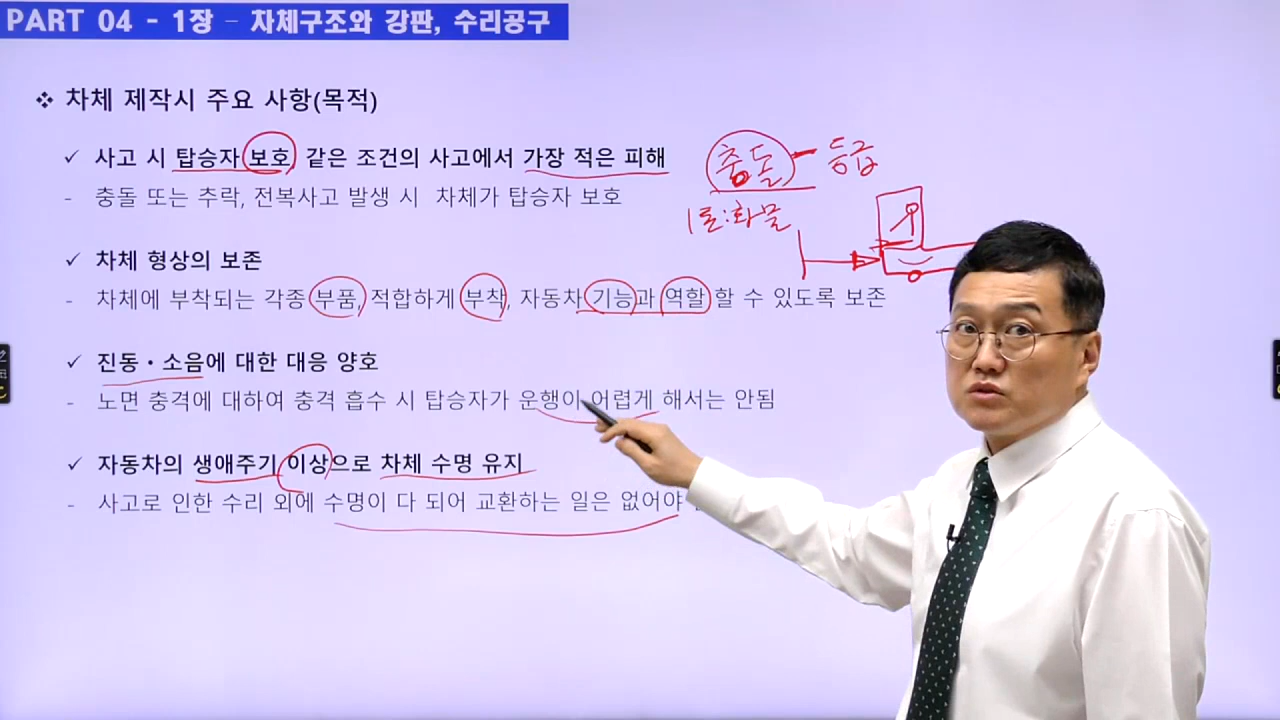 PART 04 - 1장 - 차체구조와 강판, 수리공구
❖ 차체 제작시 주요 사항(목적)
✓ 사고 시 탑승자 보호, 같은 조건의 사고에서 가장 적은 피해
- 충돌 또는 추락, 전복사고 발생 시 차체가 탑승자 보호
충돌 - 등급
1톤:화물
✓ 차체 형상의 보존
- 차체에 부착되는 각종 부품, 적합하게 부착, 자동차 기능과 역할 할 수 있도록 보존
✓ 진동・소음에 대한 대응 양호
- 노면 충격에 대하여 충격 흡수 시 탑승자가 운행이 어렵게 해서는 안됨
✓ 자동차의 생애주기 이상으로 차체 수명 유지
- 사고로 인한 수리 외에 수명이 다 되어 교환하는 일은 없어야